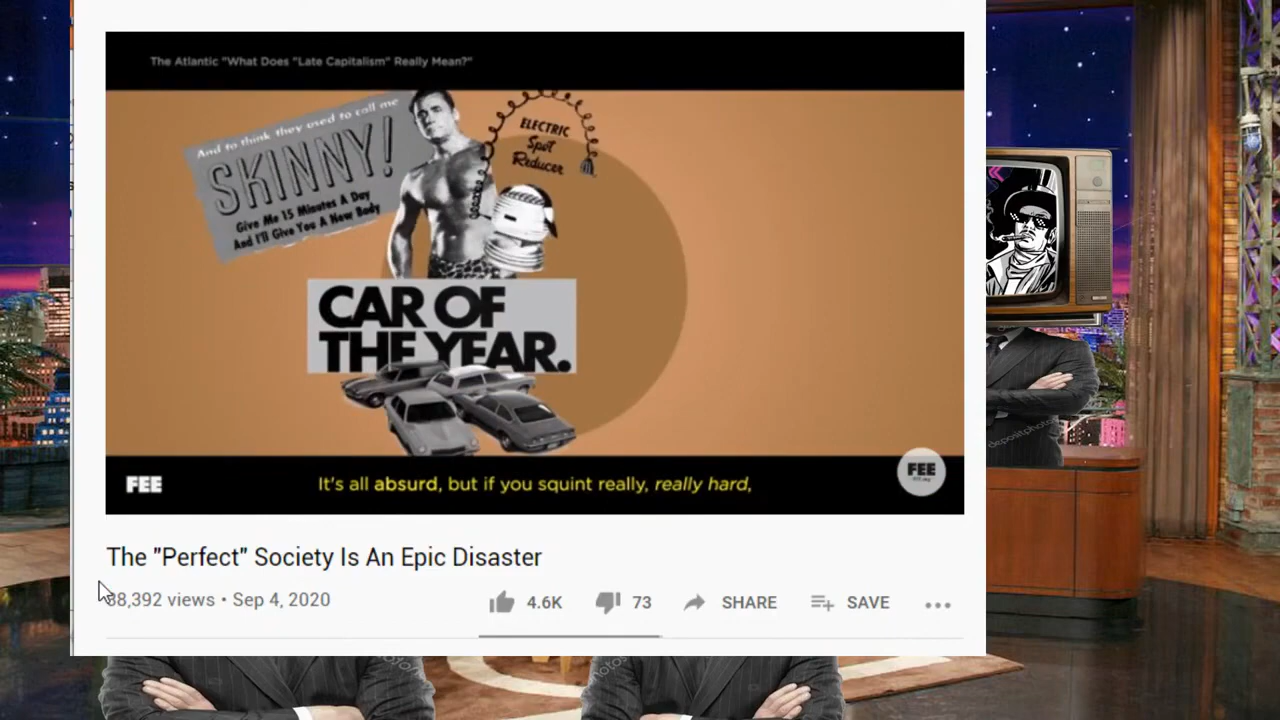 The Atlantic "What Does "Late Capitalism" Really Mean?"
And to think they used to call me
SKINNY!
Give Me 15 Minutes A Day
And I'll Give You A New Body
ELECTRIC
Spot
Reducer
CAR OF
THE YEAR.
FEE
It's all absurd, but if you squint really, really hard,
FEE
The "Perfect" Society Is An Epic Disaster
38,392 views • Sep 4, 2020
4.6K
73
SHARE
SAVE
depositphotos